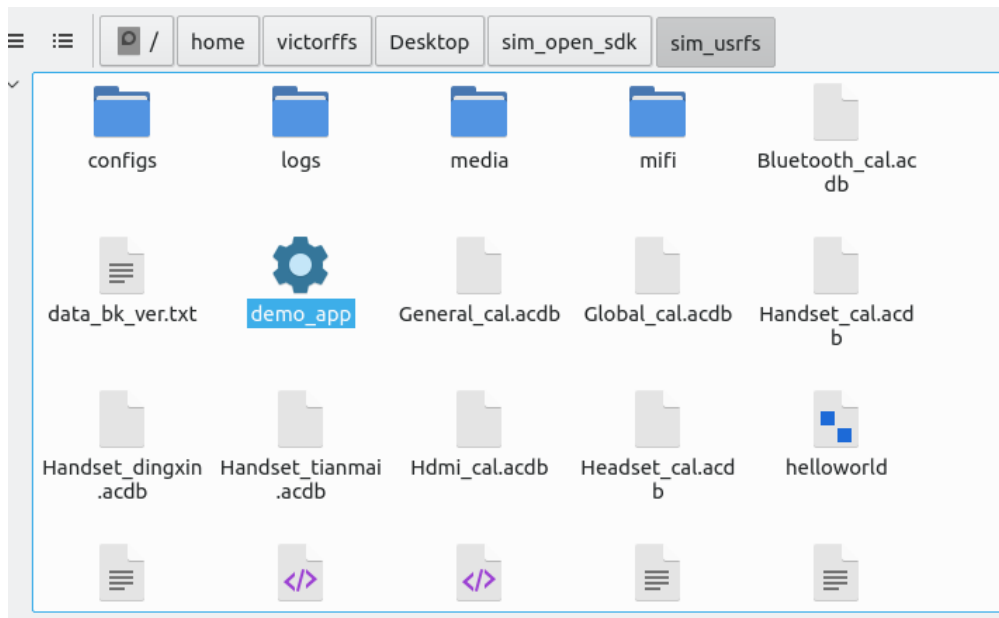 / home victorffs Desktop sim_open_sdk sim_usrfs
configs logs media mifi Bluetooth_cal.ac
db
data_bk_ver.txt demo_app General_cal.acdb Global_cal.acdb Handset_cal.acd
b
Handset_dingxin Handset_tianmai Hdmi_cal.acdb Headset_cal.acd helloworld
.acdb .acdb b